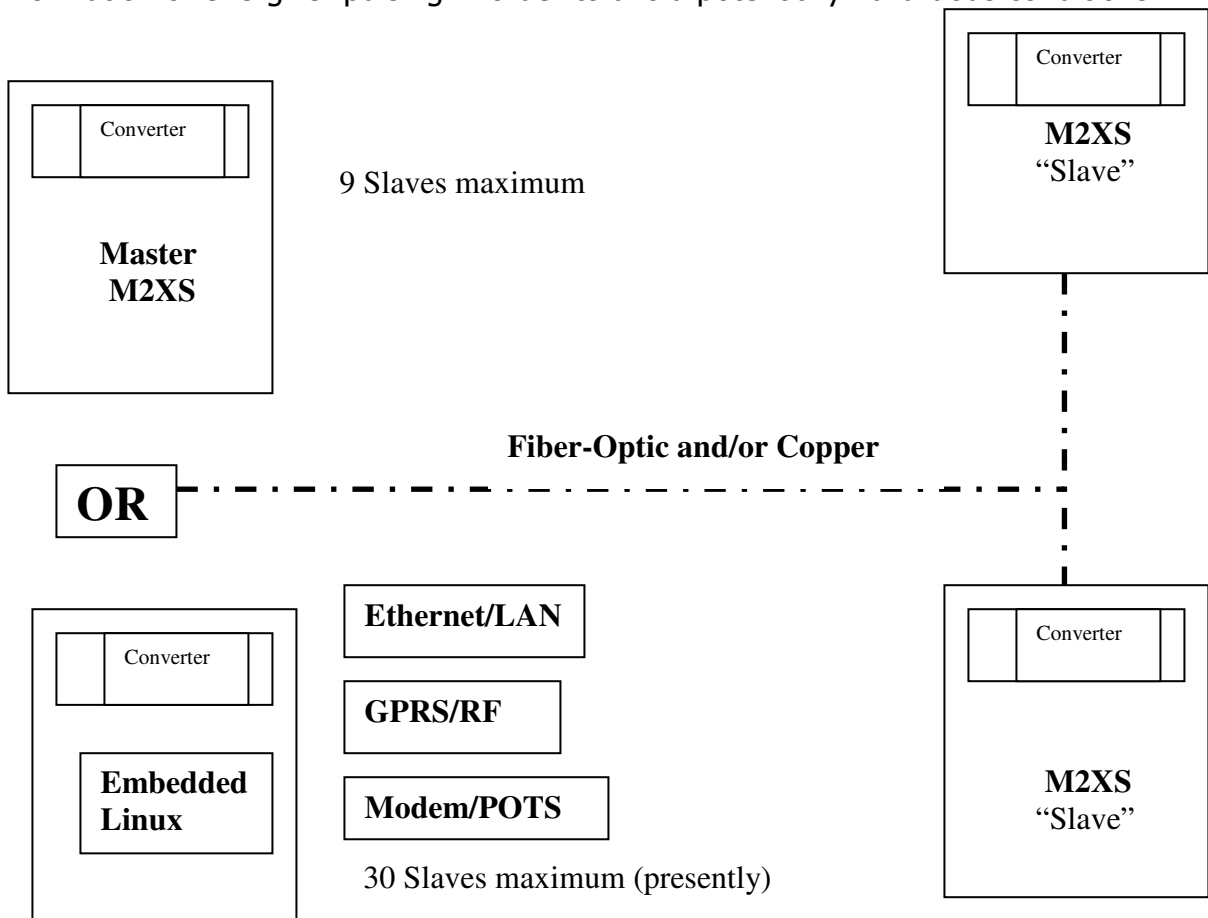 Converter
M2XS
“Slave”
Converter
Master
M2XS
9 Slaves maximum
Fiber-Optic and/or Copper
OR
Ethernet/LAN
GPRS/RF
Modem/POTS
30 Slaves maximum (presently)
Converter
Embedded
Linux
Converter
M2XS
“Slave”